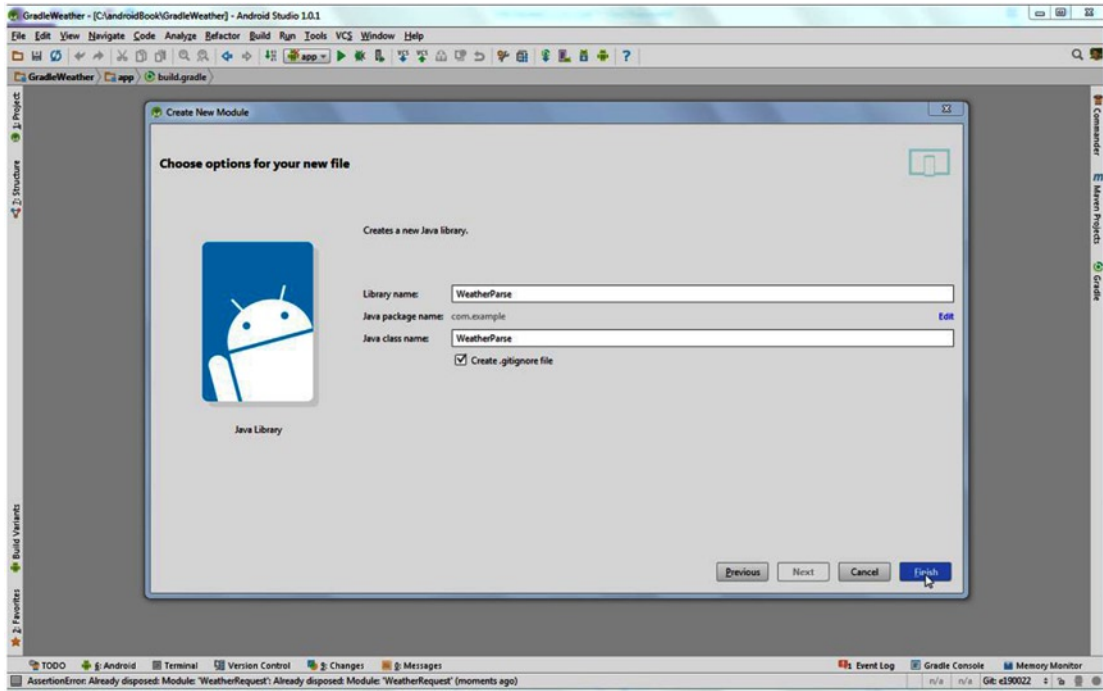 GradleWeather - [C:\androidBook\GradleWeather] - Android Studio 1.0.1
File Edit View Navigate Code Analyze Refactor Build Run Tools VCS Window Help
app
GradleWeather app build.gradle
1: Project
7: Structure
Build Variants
2: Favorites
Create New Module
Choose options for your new file
Creates a new Java library.
Library name: WeatherParse
Java package name: com.example Edit
Java class name: WeatherParse
Create .gitignore file
Java Library
Previous Next Cancel Finish
Commander
Maven Projects
Gradle
TODO 6: Android Terminal Version Control 9: Changes 0: Messages 1 Event Log Gradle Console Memory Monitor
AssertionError: Already disposed: Module: 'WeatherRequest': Already disposed: Module: 'WeatherRequest' (moments ago) n/a n/a Git: e190022